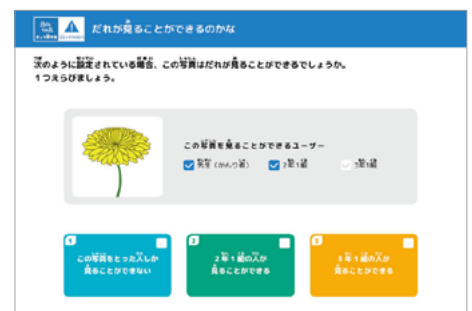 だれが見ることができるのかな
次のように設定されている場合、この写真はだれが見ることができるでしょうか。
1つえらびましょう。
この写真を見ることができるユーザー
先生（かんり者） 2年1組 3年1組
1
この写真をとった人しか
見ることができない
2
2年1組の人が
見ることができる
3
3年1組の人が
見ることができる